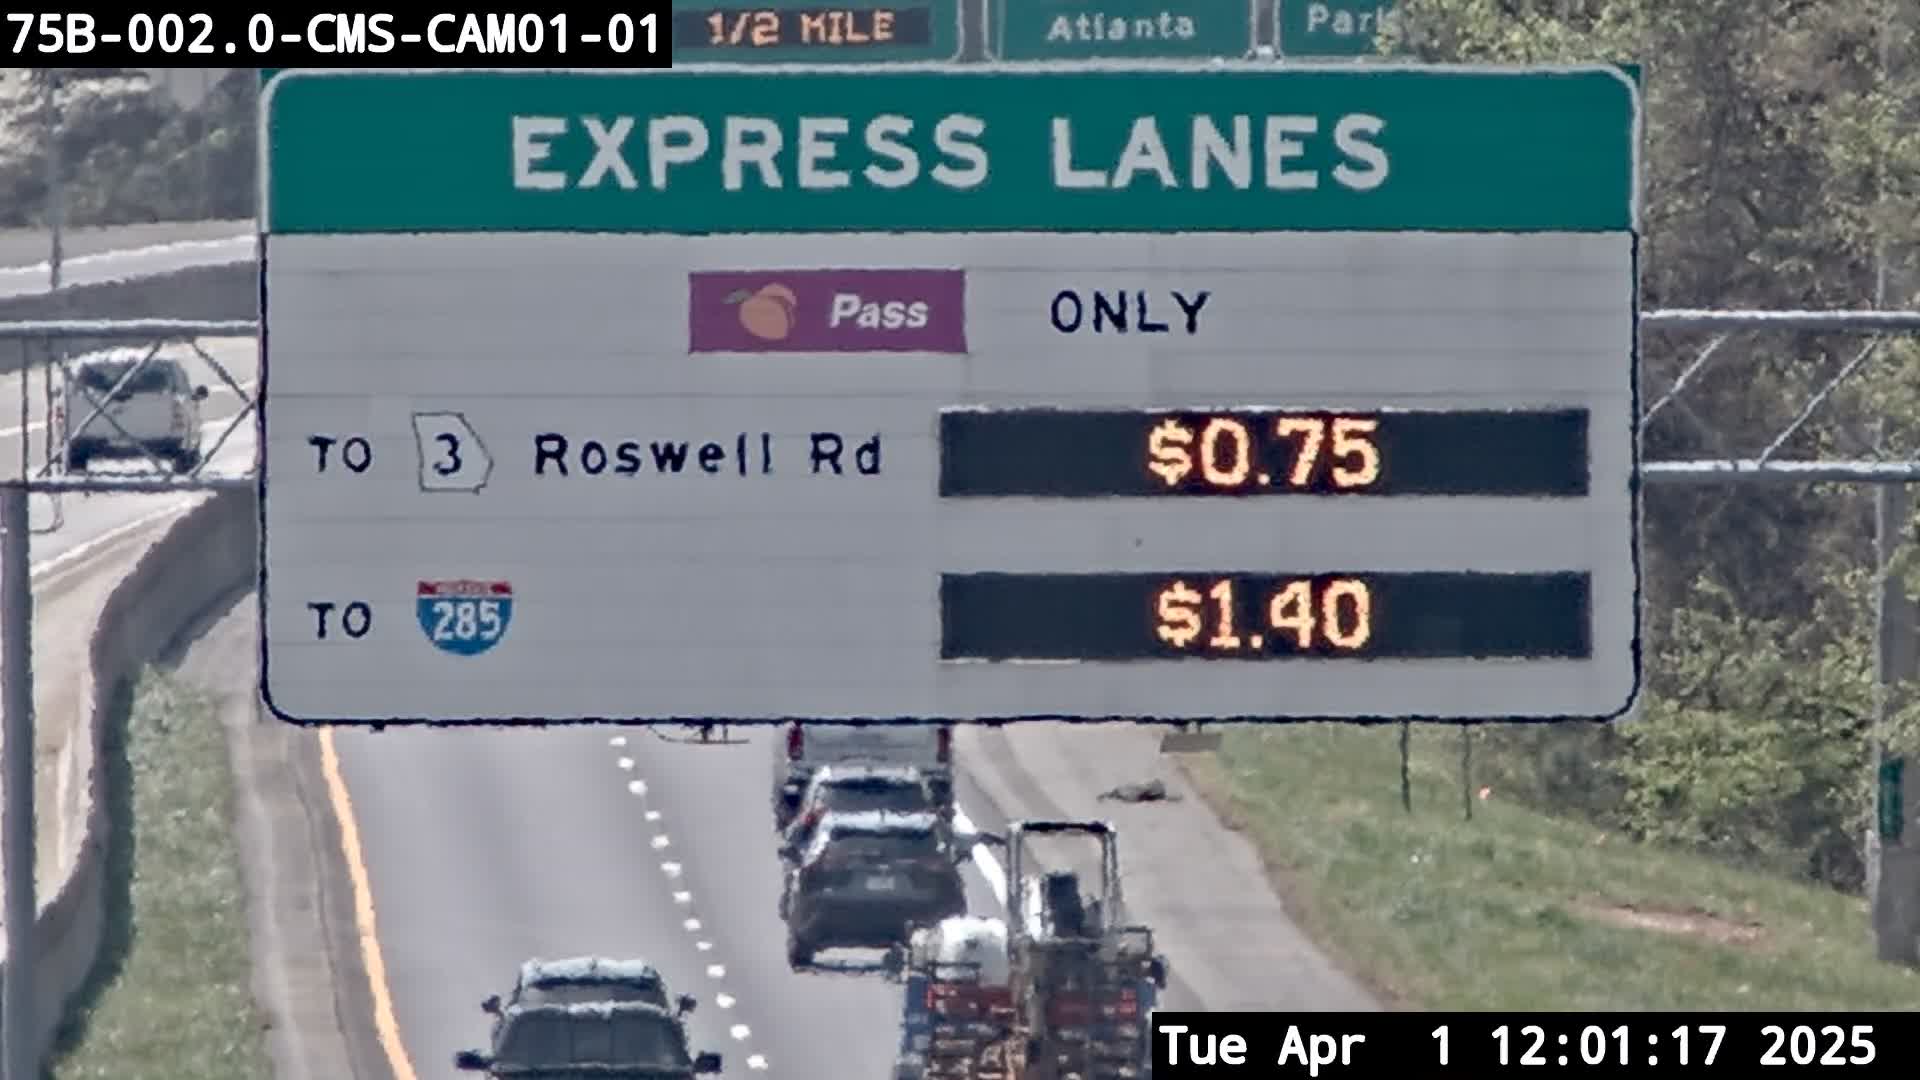 75B-002.0-CMS-CAM01-01
1/2 MILE
Atlanta
EXPRESS LANES
Pass ONLY
TO 3 Roswell Rd $0.75
TO 285 $1.40
Tue Apr 1 12:01:17 2025